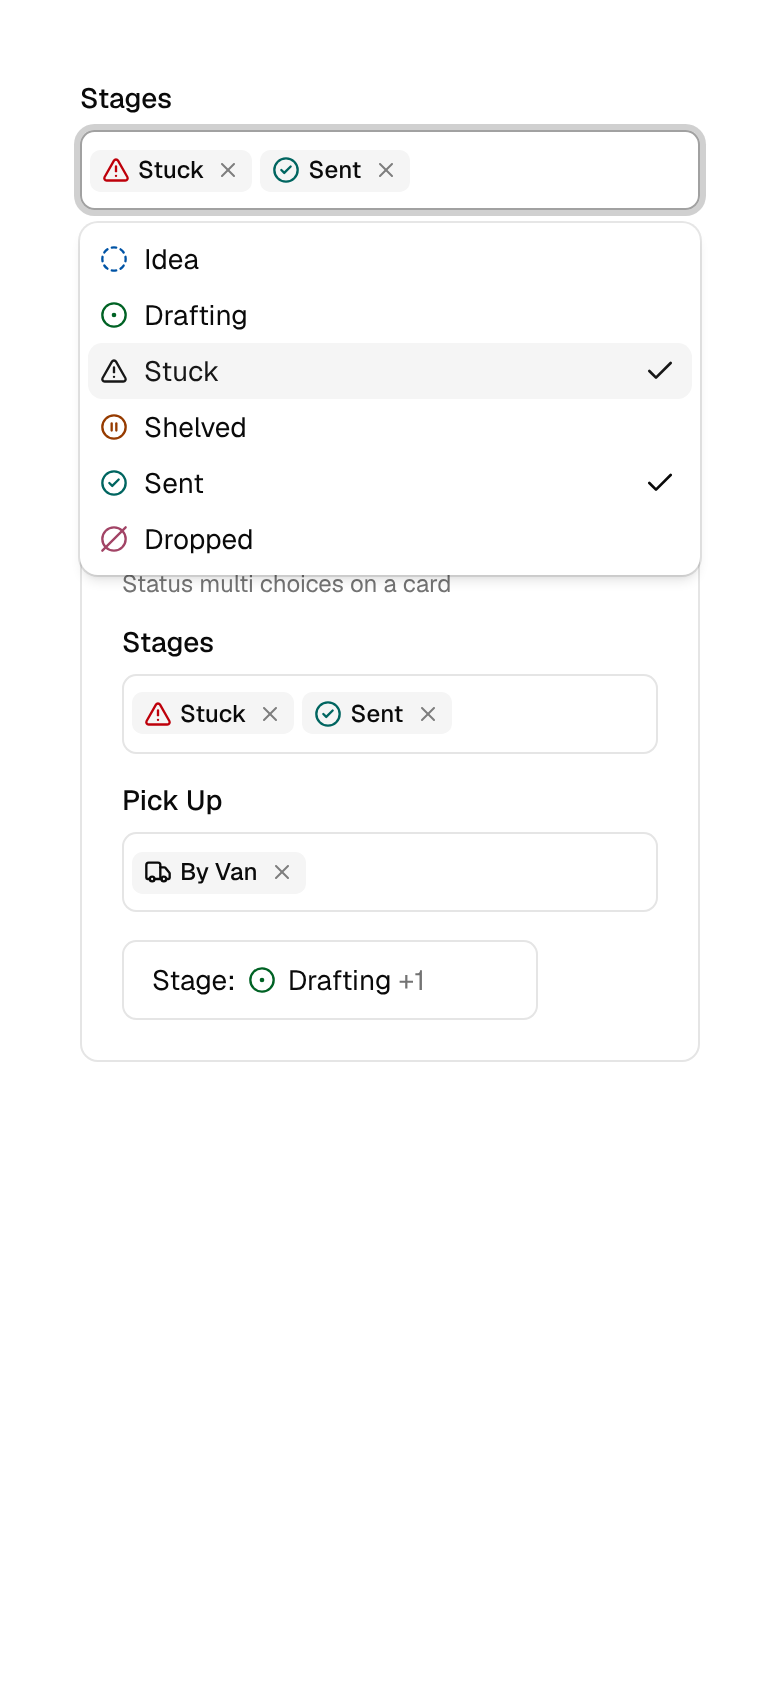 Stages
Stuck Sent
Idea
Drafting
Stuck
Shelved
Sent
Dropped
Status multi choices on a card
Stages
Stuck Sent
Pick Up
By Van
Stage: Drafting +1